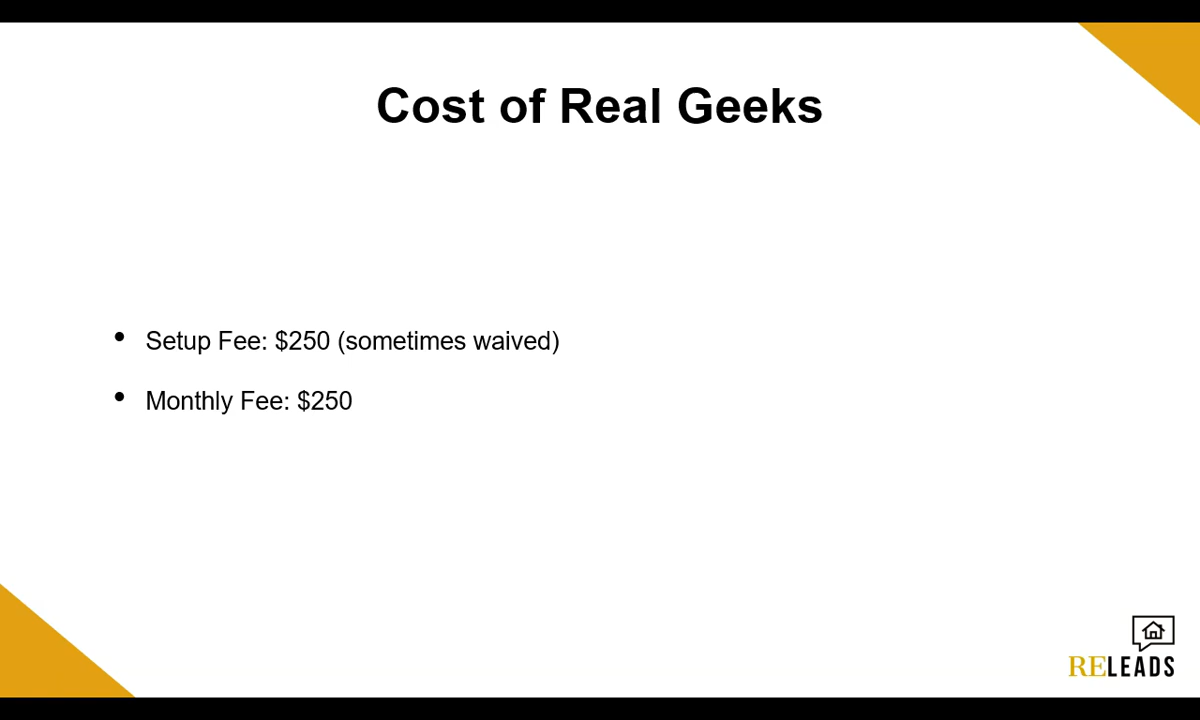 Cost of Real Geeks
• Setup Fee: $250 (sometimes waived)
• Monthly Fee: $250
RELEADS